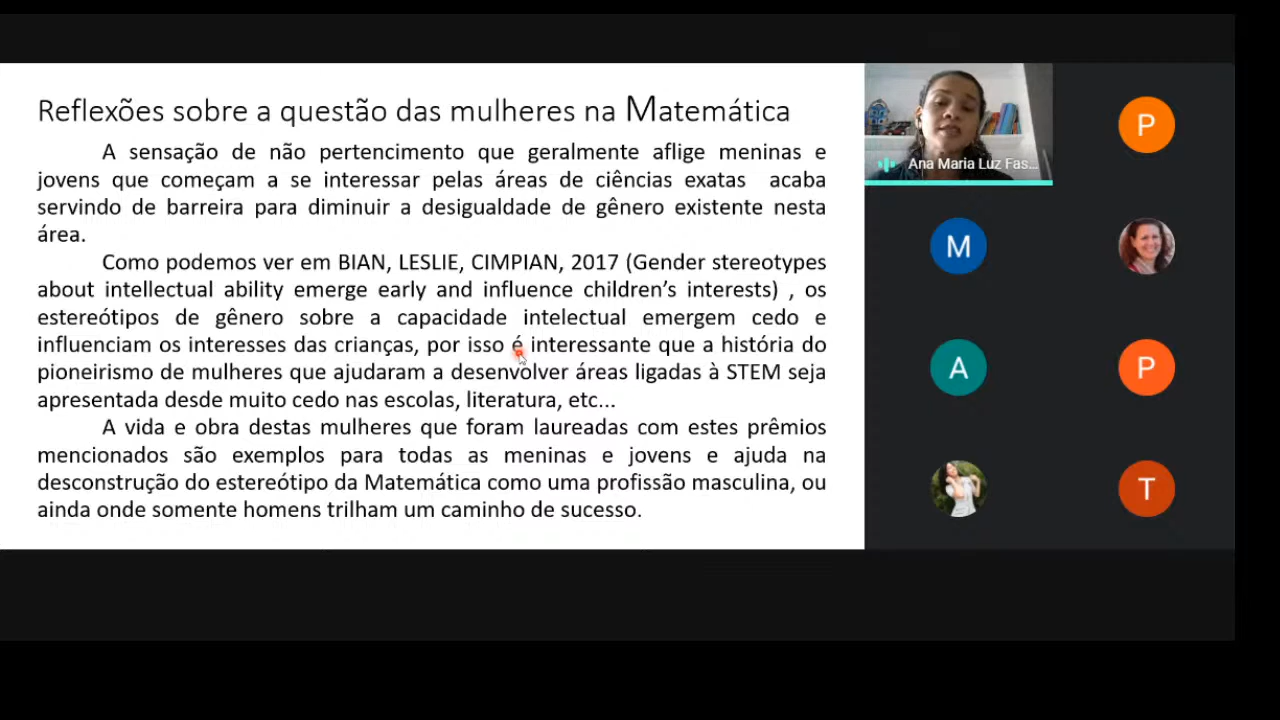 Reflexões sobre a questão das mulheres na Matemática
A sensação de não pertencimento que geralmente aflige meninas e
jovens que começam a se interessar pelas áreas de ciências exatas acaba
servindo de barreira para diminuir a desigualdade de gênero existente nesta
área.
Como podemos ver em BIAN, LESLIE, CIMPIAN, 2017 (Gender stereotypes
about intellectual ability emerge early and influence children’s interests) , os
estereótipos de gênero sobre a capacidade intelectual emergem cedo e
influenciam os interesses das crianças, por isso é interessante que a história do
pioneirismo de mulheres que ajudaram a desenvolver áreas ligadas à STEM seja
apresentada desde muito cedo nas escolas, literatura, etc...
A vida e obra destas mulheres que foram laureadas com estes prêmios
mencionados são exemplos para todas as meninas e jovens e ajuda na
desconstrução do estereótipo da Matemática como uma profissão masculina, ou
ainda onde somente homens trilham um caminho de sucesso.
Ana Maria Luz Fas...
P
M
A
P
T